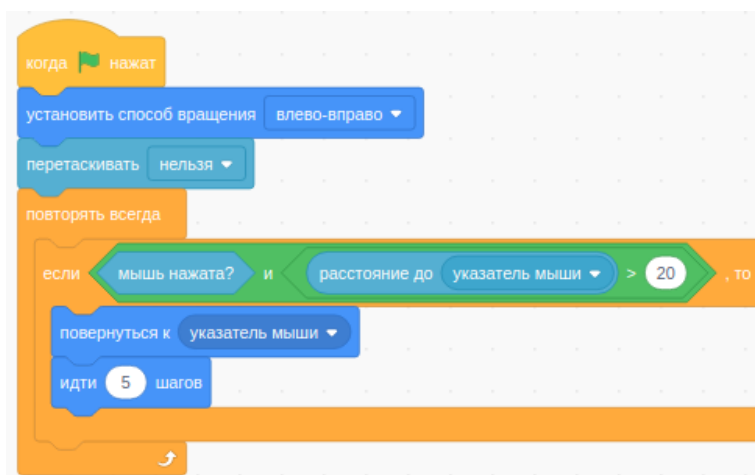 когда нажат
установить способ вращения влево-вправо
перетаскивать нельзя
повторять всегда
если мышь нажата? и расстояние до указатель мыши > 20 , то
повернуться к указатель мыши
идти 5 шагов